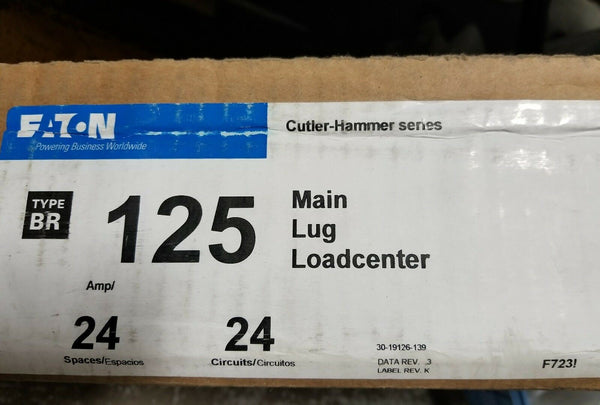 EATON
Powering Business Worldwide
Cutler-Hammer series
TYPE
BR
125
Amp/
Main
Lug
Loadcenter
24
Spaces/Espacios
24
Circuits/Circuitos
30-19126-139
DATA REV. .3
LABEL REV. K
F723!